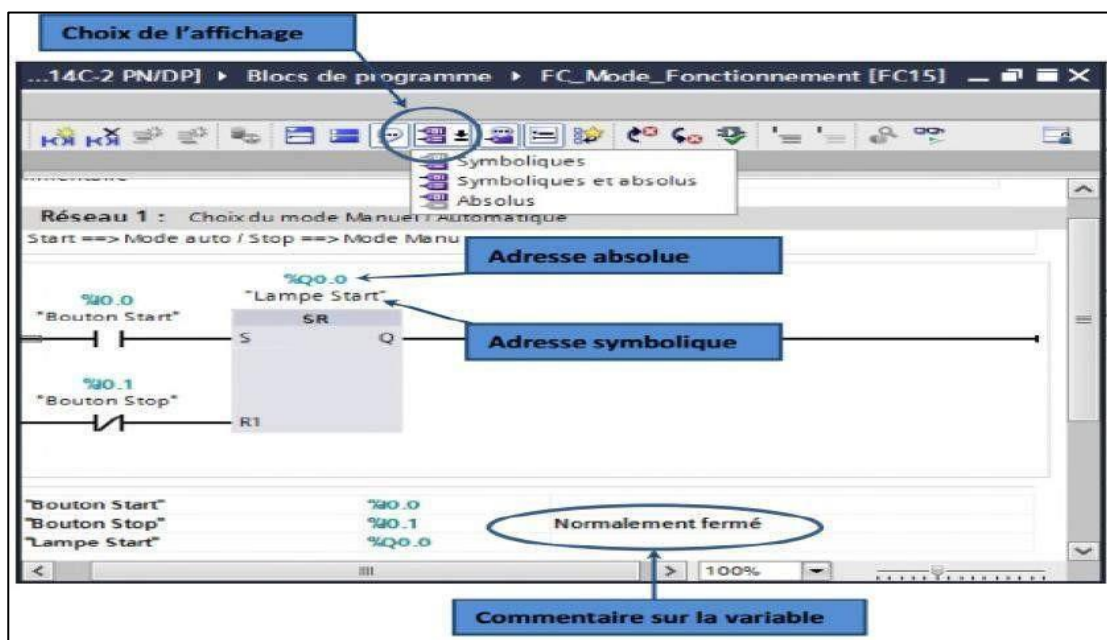 Choix de l'affichage
...14C-2 PN/DP] ▸ Blocs de programme ▸ FC_Mode_Fonctionnement [FC15]
Symboliques
Symboliques et absolus
Absolus
Réseau 1 : Choix du mode Manuel / Automatique
Start ==> Mode auto / Stop ==> Mode Manu
Adresse absolue
%Q0.0
"Lampe Start"
%I0.0
"Bouton Start"
SR
S
Q
Adresse symbolique
%I0.1
"Bouton Stop"
R1
"Bouton Start" %I0.0
"Bouton Stop" %I0.1 Normalement fermé
"Lampe Start" %Q0.0
100%
Commentaire sur la variable